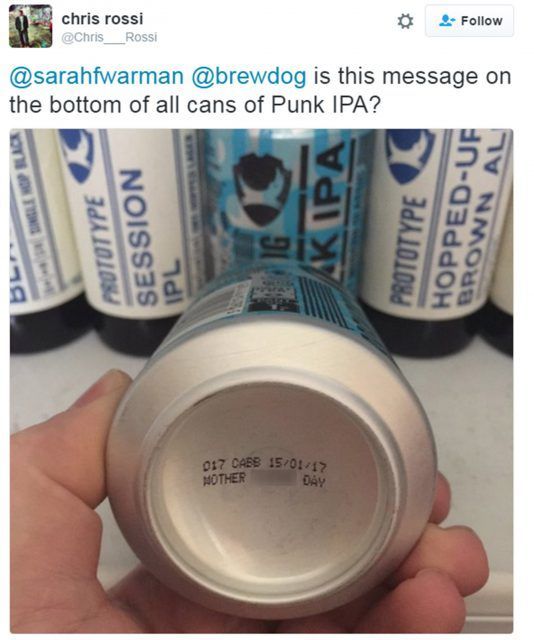 chris rossi
@Chris___Rossi
Follow
@sarahfwarman @brewdog is this message on
the bottom of all cans of Punk IPA?
PROTOTYPE
SESSION
IPL
IPA
PROTOTYPE
HOPPED-UP
BROWN AL
017 CABB 15/01/17
MOTHER DAY